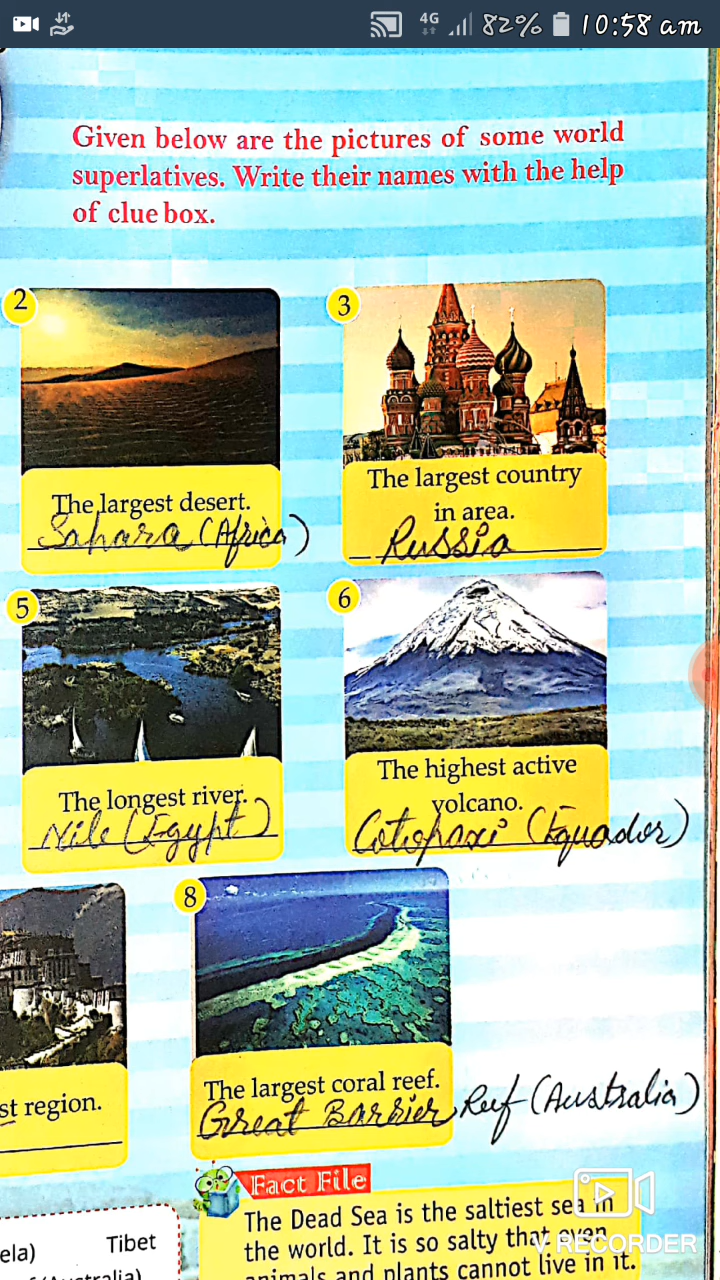 4G 82% 10:58 am
Given below are the pictures of some world
superlatives. Write their names with the help
of clue box.
2
The largest desert.
Sahara (Africa)
3
The largest country
in area.
Russia
5
The longest river.
Nile (Egypt)
6
The highest active
volcano.
Cotopaxi (Equador)
st region.
8
The largest coral reef.
Great Barrier Reef (Australia)
Fact File
The Dead Sea is the saltiest sea in
the world. It is so salty that even
animals and plants cannot live in it.
ela) Tibet
f (Australia)
V RECORDER